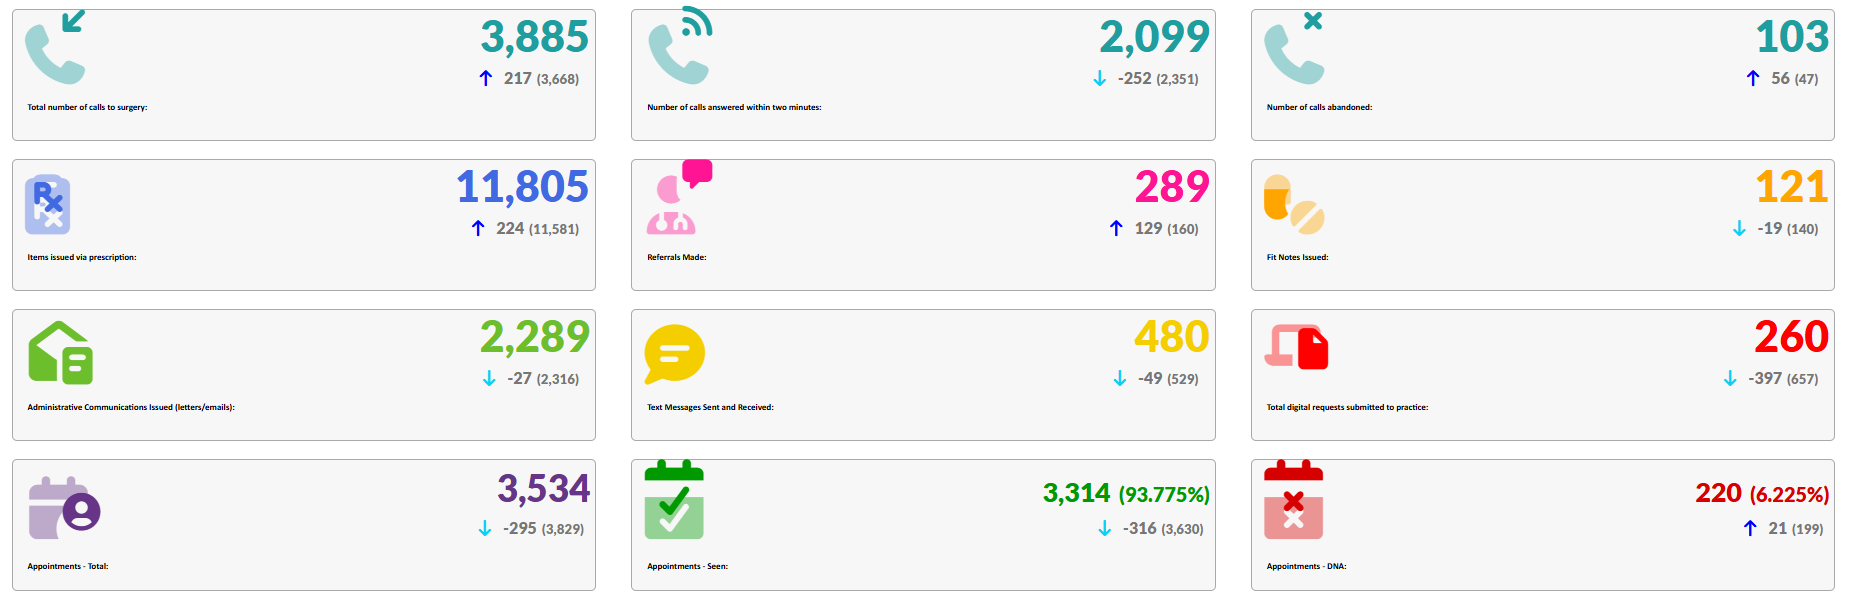 3,885
↑ 217 (3,668)
Total number of calls to surgery:
2,099
↓ -252 (2,351)
Number of calls answered within two minutes:
103
↑ 56 (47)
Number of calls abandoned:
11,805
↑ 224 (11,581)
Items issued via prescription:
289
↑ 129 (160)
Referrals Made:
121
↓ -19 (140)
Fit Notes Issued:
2,289
↓ -27 (2,316)
Administrative Communications Issued (letters/emails):
480
↓ -49 (529)
Text Messages Sent and Received:
260
↓ -397 (657)
Total digital requests submitted to practice:
3,534
↓ -295 (3,829)
Appointments - Total:
3,314 (93.775%)
↓ -316 (3,630)
Appointments - Seen:
220 (6.225%)
↑ 21 (199)
Appointments - DNA: